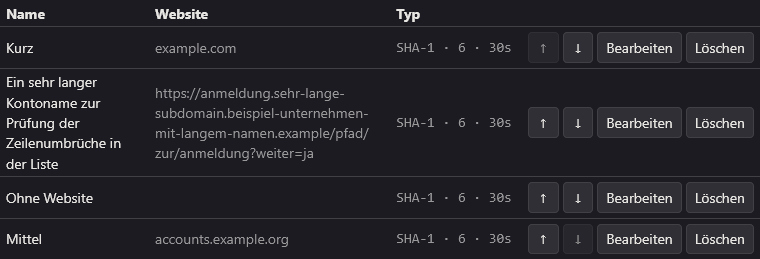 Name Website Typ
Kurz example.com SHA-1 · 6 · 30s ↑ ↓ Bearbeiten Löschen
Ein sehr langer
Kontoname zur
Prüfung der
Zeilenumbrüche in
der Liste
https://anmeldung.sehr-lange-
subdomain.beispiel-unternehmen-
mit-langem-namen.example/pfad/
zur/anmeldung?weiter=ja
SHA-1 · 6 · 30s ↑ ↓ Bearbeiten Löschen
Ohne Website SHA-1 · 6 · 30s ↑ ↓ Bearbeiten Löschen
Mittel accounts.example.org SHA-1 · 6 · 30s ↑ ↓ Bearbeiten Löschen